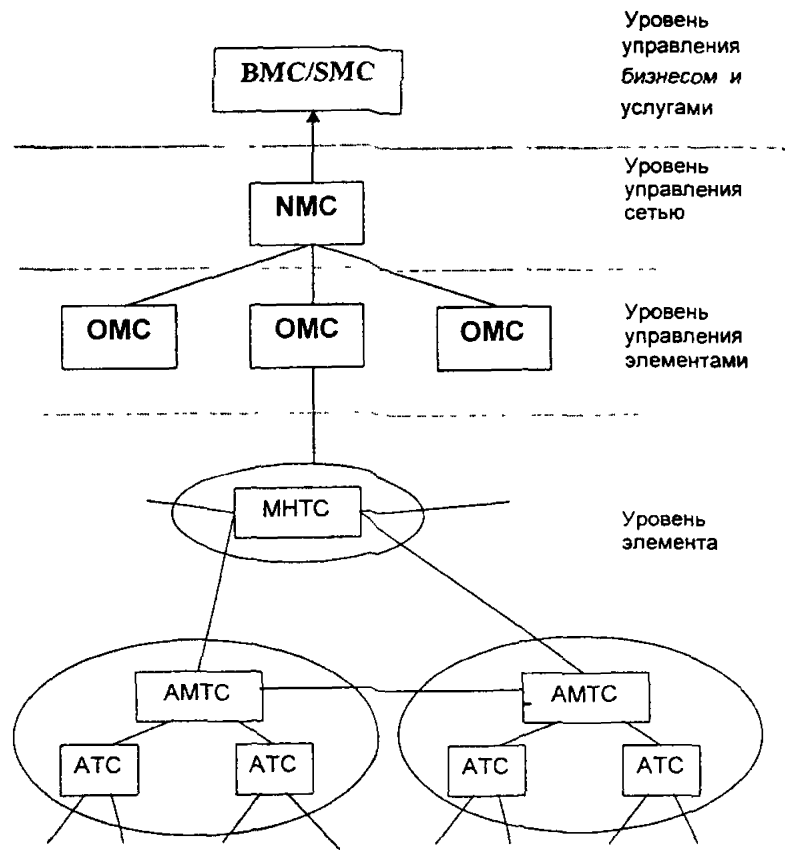 Уровень
управления
бизнесом и
услугами
BMC/SMC
Уровень
управления
сетью
NMC
Уровень
управления
элементами
OMC
OMC
OMC
МНТС
Уровень
элемента
АМТС
АМТС
АТС
АТС
АТС
АТС